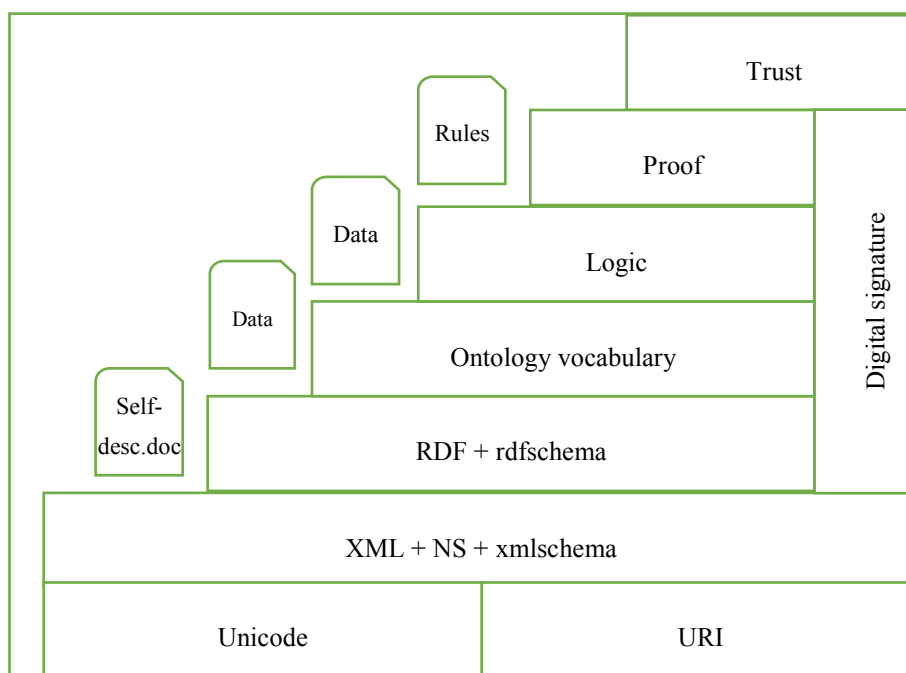 Trust
Rules
Proof
Data
Logic
Digital signature
Data
Ontology vocabulary
Self-
desc.doc
RDF + rdfschema
XML + NS + xmlschema
Unicode
URI